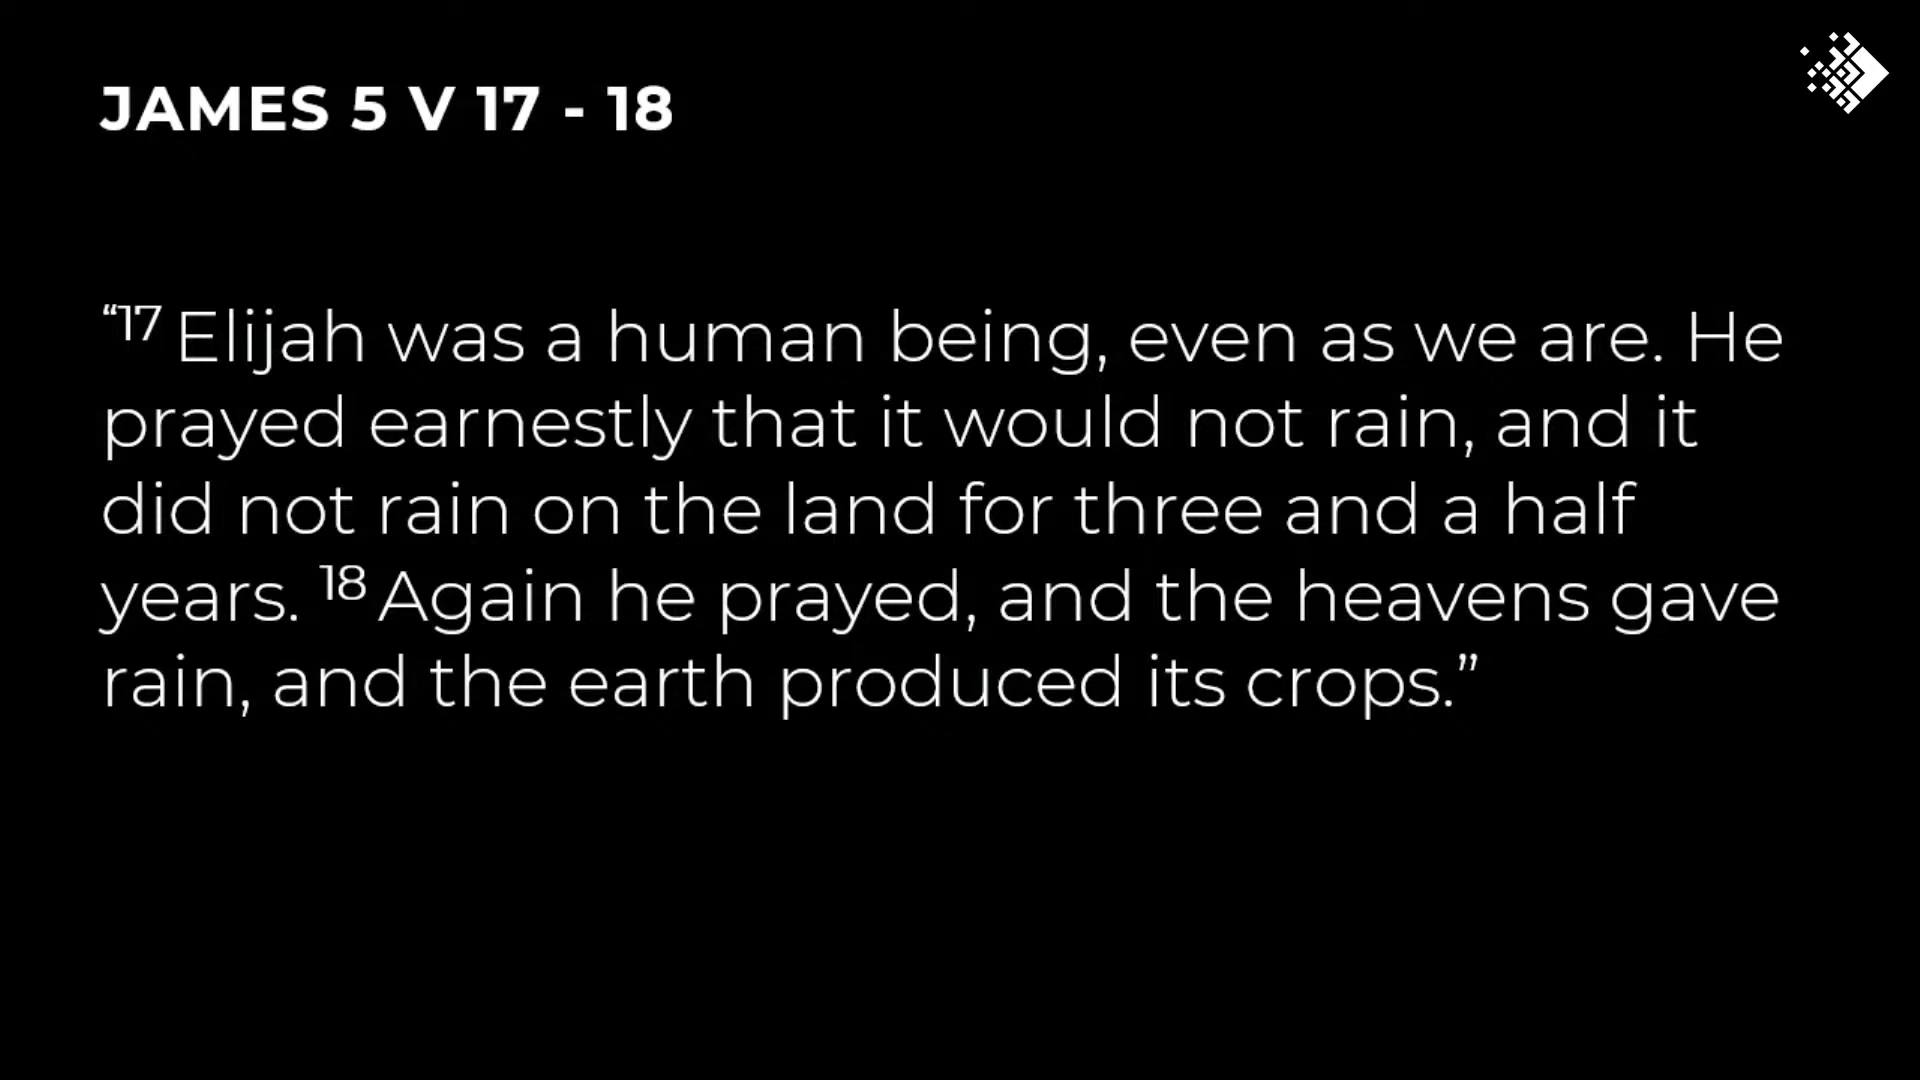 JAMES 5 V 17 - 18
“17 Elijah was a human being, even as we are. He
prayed earnestly that it would not rain, and it
did not rain on the land for three and a half
years. 18 Again he prayed, and the heavens gave
rain, and the earth produced its crops.”